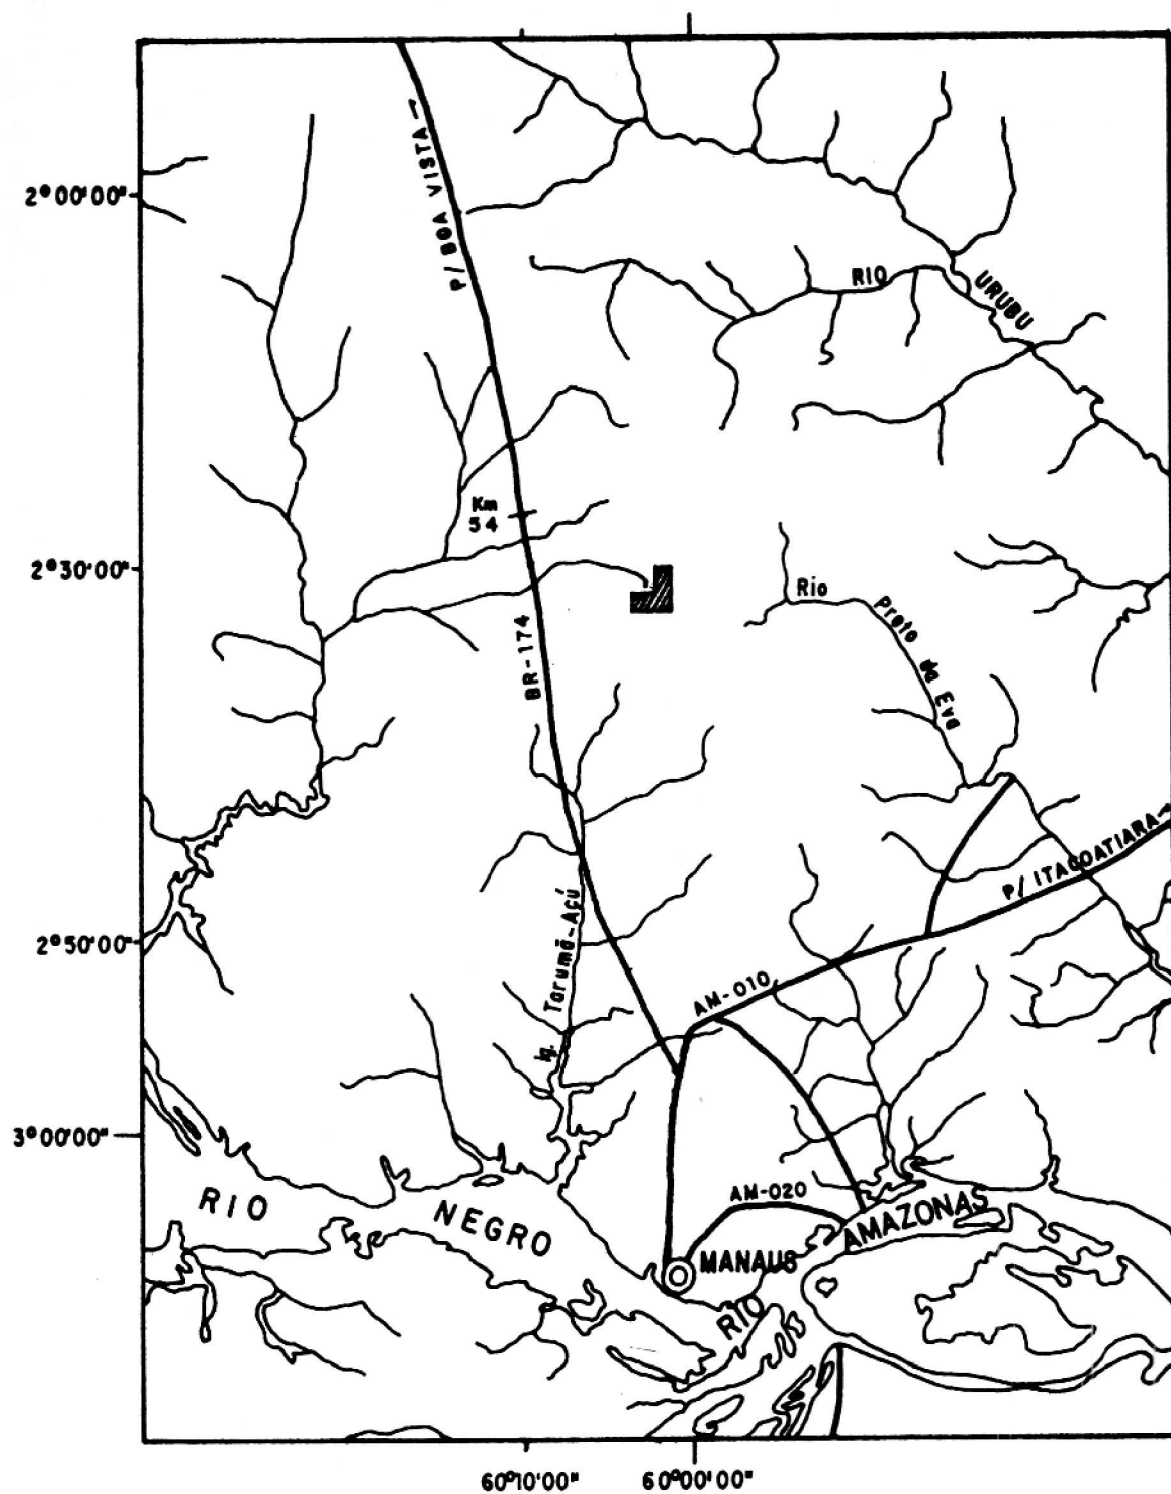 P/ BOA VISTA →
2°00'00"
RIO
URUBU
Km
54
2°30'00"
Rio
Preto da Eva
BR-174
P/ ITACOATIARA →
Ig. Tarumã-Açú
2°50'00"
AM-010
3°00'00"
AM-020
RIO
NEGRO
AMAZONAS
MANAUS
RIO
60°10'00"
60°00'00"